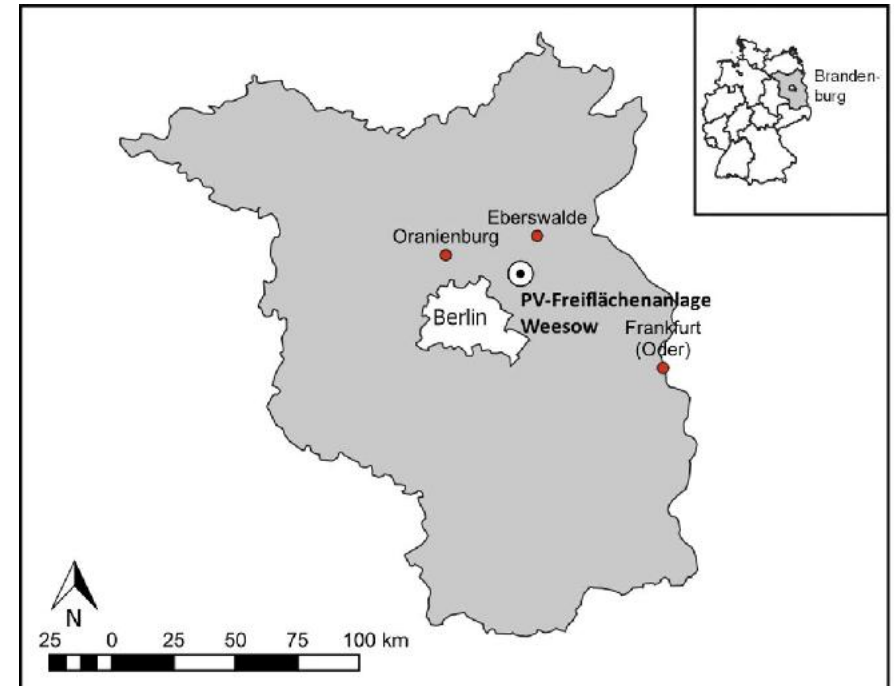 Branden-
burg
Eberswalde
Oranienburg
PV-Freiflächenanlage
Berlin
Weesow
Frankfurt
(Oder)
N
25 0 25 50 75 100 km